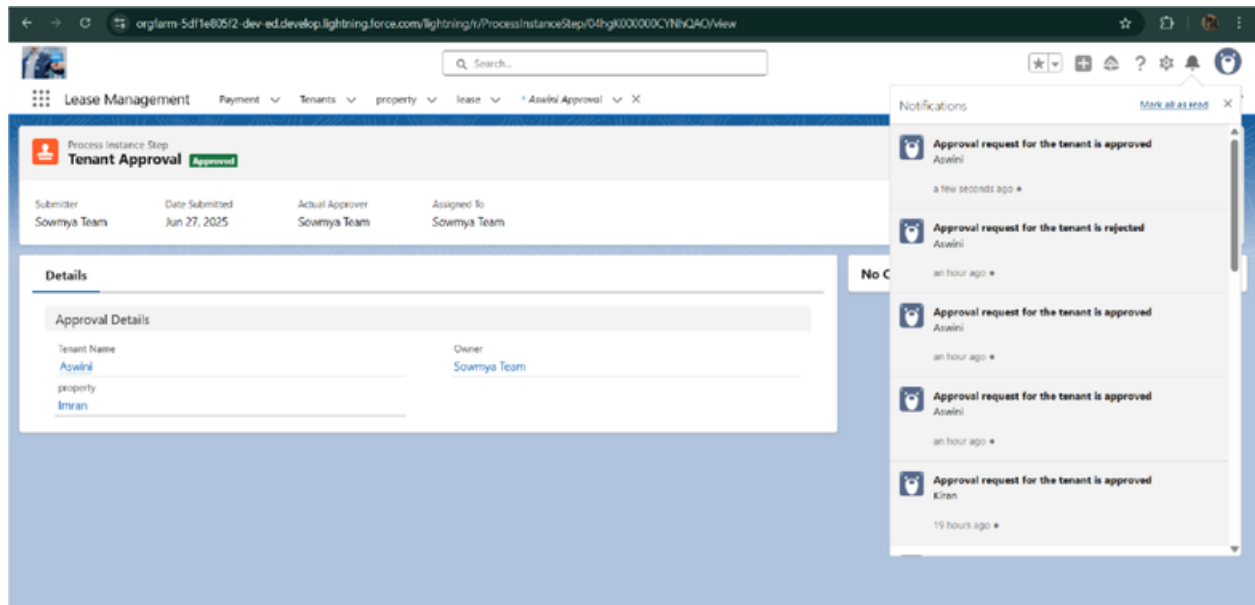 orgfarm-5df1e805f2-dev-ed.develop.lightning.force.com/lightning/r/ProcessInstanceStep/04hgK000000CYNhQAO/view
Search...
Lease Management Payment Tenants property lease * Aswini Approval
Process Instance Step
Tenant Approval Approved
Submitter Date Submitted Actual Approver Assigned To
Sowmya Team Jun 27, 2025 Sowmya Team Sowmya Team
Details
No
Approval Details
Tenant Name Owner
Aswini Sowmya Team
property
Imran
Notifications Mark all as read
Approval request for the tenant is approved
Aswini
a few seconds ago
Approval request for the tenant is rejected
Aswini
an hour ago
Approval request for the tenant is approved
Aswini
an hour ago
Approval request for the tenant is approved
Aswini
an hour ago
Approval request for the tenant is approved
Kiran
19 hours ago